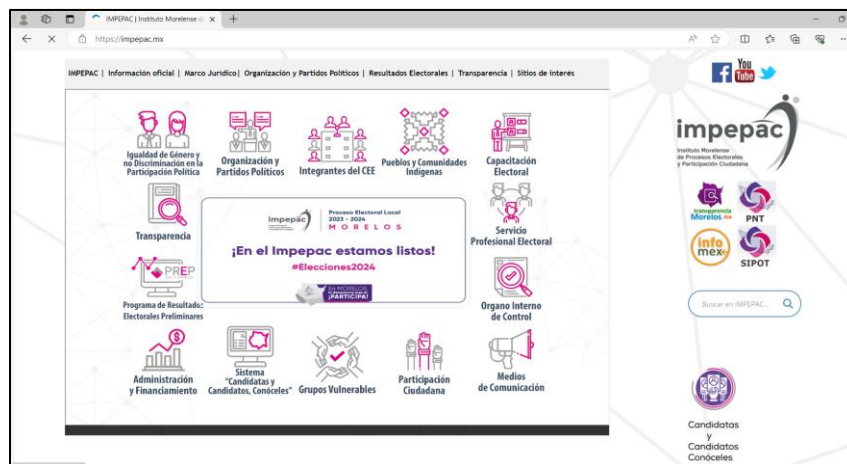 IMPEPAC | Instituto Morelense d
https://impepac.mx
IMPEPAC | Información oficial | Marco Jurídico | Organización y Partidos Políticos | Resultados Electorales | Transparencia | Sitios de interés
You
Tube
Igualdad de Género y
no Discriminación en la
Participación Política
Organización y
Partidos Políticos
Integrantes del CEE
Pueblos y Comunidades
Indígenas
Capacitación
Electoral
impepac
Instituto Morelense
de Procesos Electorales
y Participación Ciudadana
Transparencia
impepac
Proceso Electoral Local
2023 - 2024
MORELOS
¡En el Impepac estamos listos!
#Elecciones2024
EN MORELOS,
¡PARTICIPA!
Servicio
Profesional Electoral
transparencia
Morelos.mx
PNT
info
mex
SIPOT
PREP
Programa de Resultado:
Electorales Preliminares
Organo Interno
de Control
Buscar en IMPEPAC...
Administración
y Financiamiento
Sistema
"Candidatas y
Candidatos, Conóceles"
Grupos Vulnerables
Participación
Ciudadana
Medios
de Comunicación
Candidatas
y
Candidatos
Conóceles